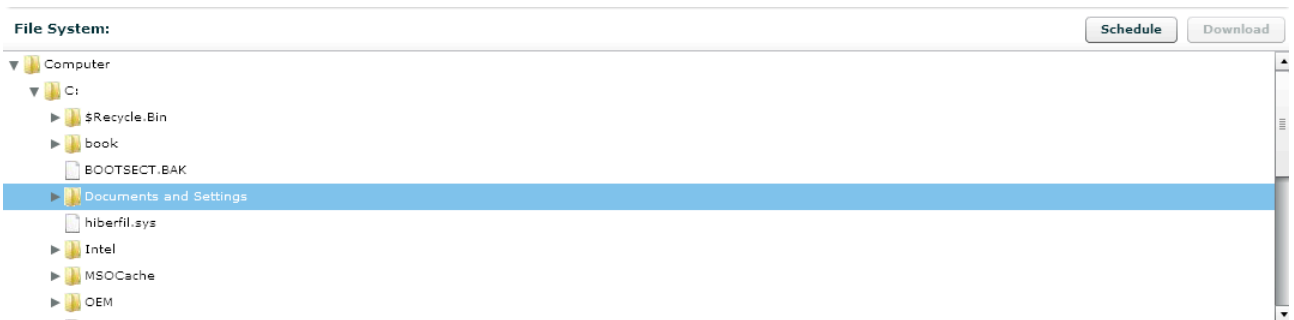 File System:
Schedule
Download
Computer
C:
$Recycle.Bin
book
BOOTSECT.BAK
Documents and Settings
hiberfil.sys
Intel
MSOCache
OEM